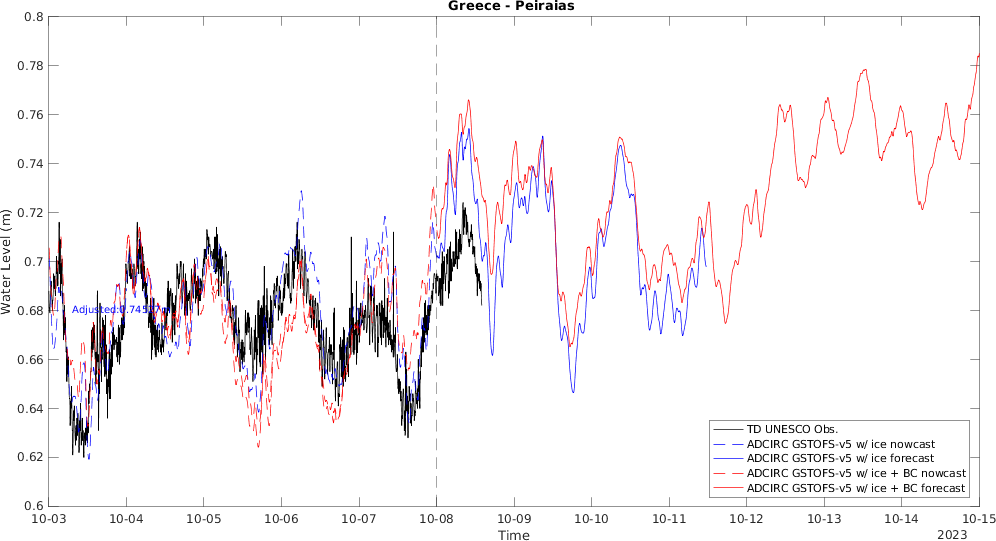 Greece - Peiraias
Water Level (m)
0.8
0.78
0.76
0.74
0.72
0.7
0.68
0.66
0.64
0.62
0.6
TD UNESCO Obs.
ADCIRC GSTOFS-v5 w/ ice nowcast
ADCIRC GSTOFS-v5 w/ ice forecast
ADCIRC GSTOFS-v5 w/ ice + BC nowcast
ADCIRC GSTOFS-v5 w/ ice + BC forecast
10-03 10-04 10-05 10-06 10-07 10-08 10-09 10-10 10-11 10-12 10-13 10-14 10-15
Time
2023